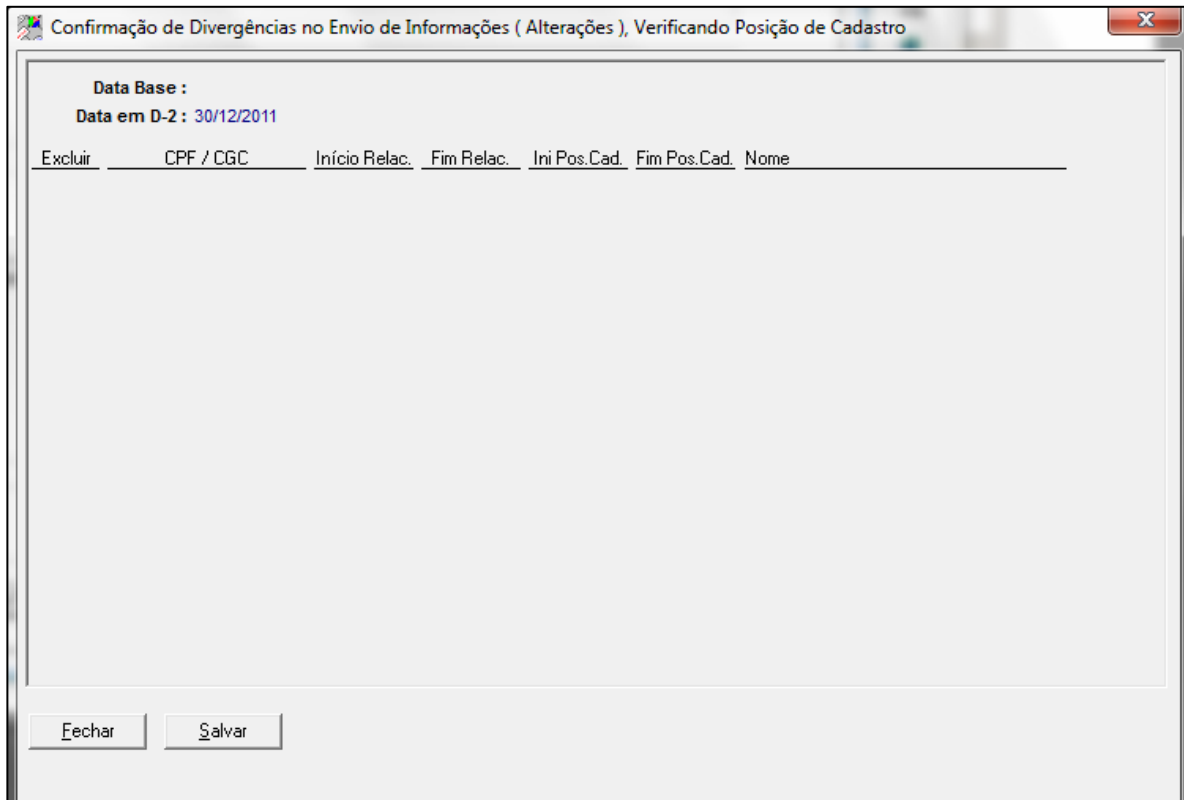 Confirmação de Divergências no Envio de Informações ( Alterações ), Verificando Posição de Cadastro
Data Base :
Data em D-2 : 30/12/2011
Excluir CPF / CGC Início Relac. Fim Relac. Ini Pos.Cad. Fim Pos.Cad. Nome
Fechar Salvar